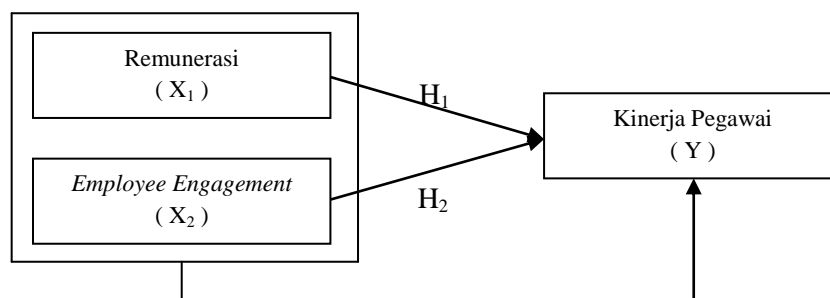 Remunerasi
( X₁ )
H₁
Kinerja Pegawai
( Y )
Employee Engagement
( X₂ )
H₂